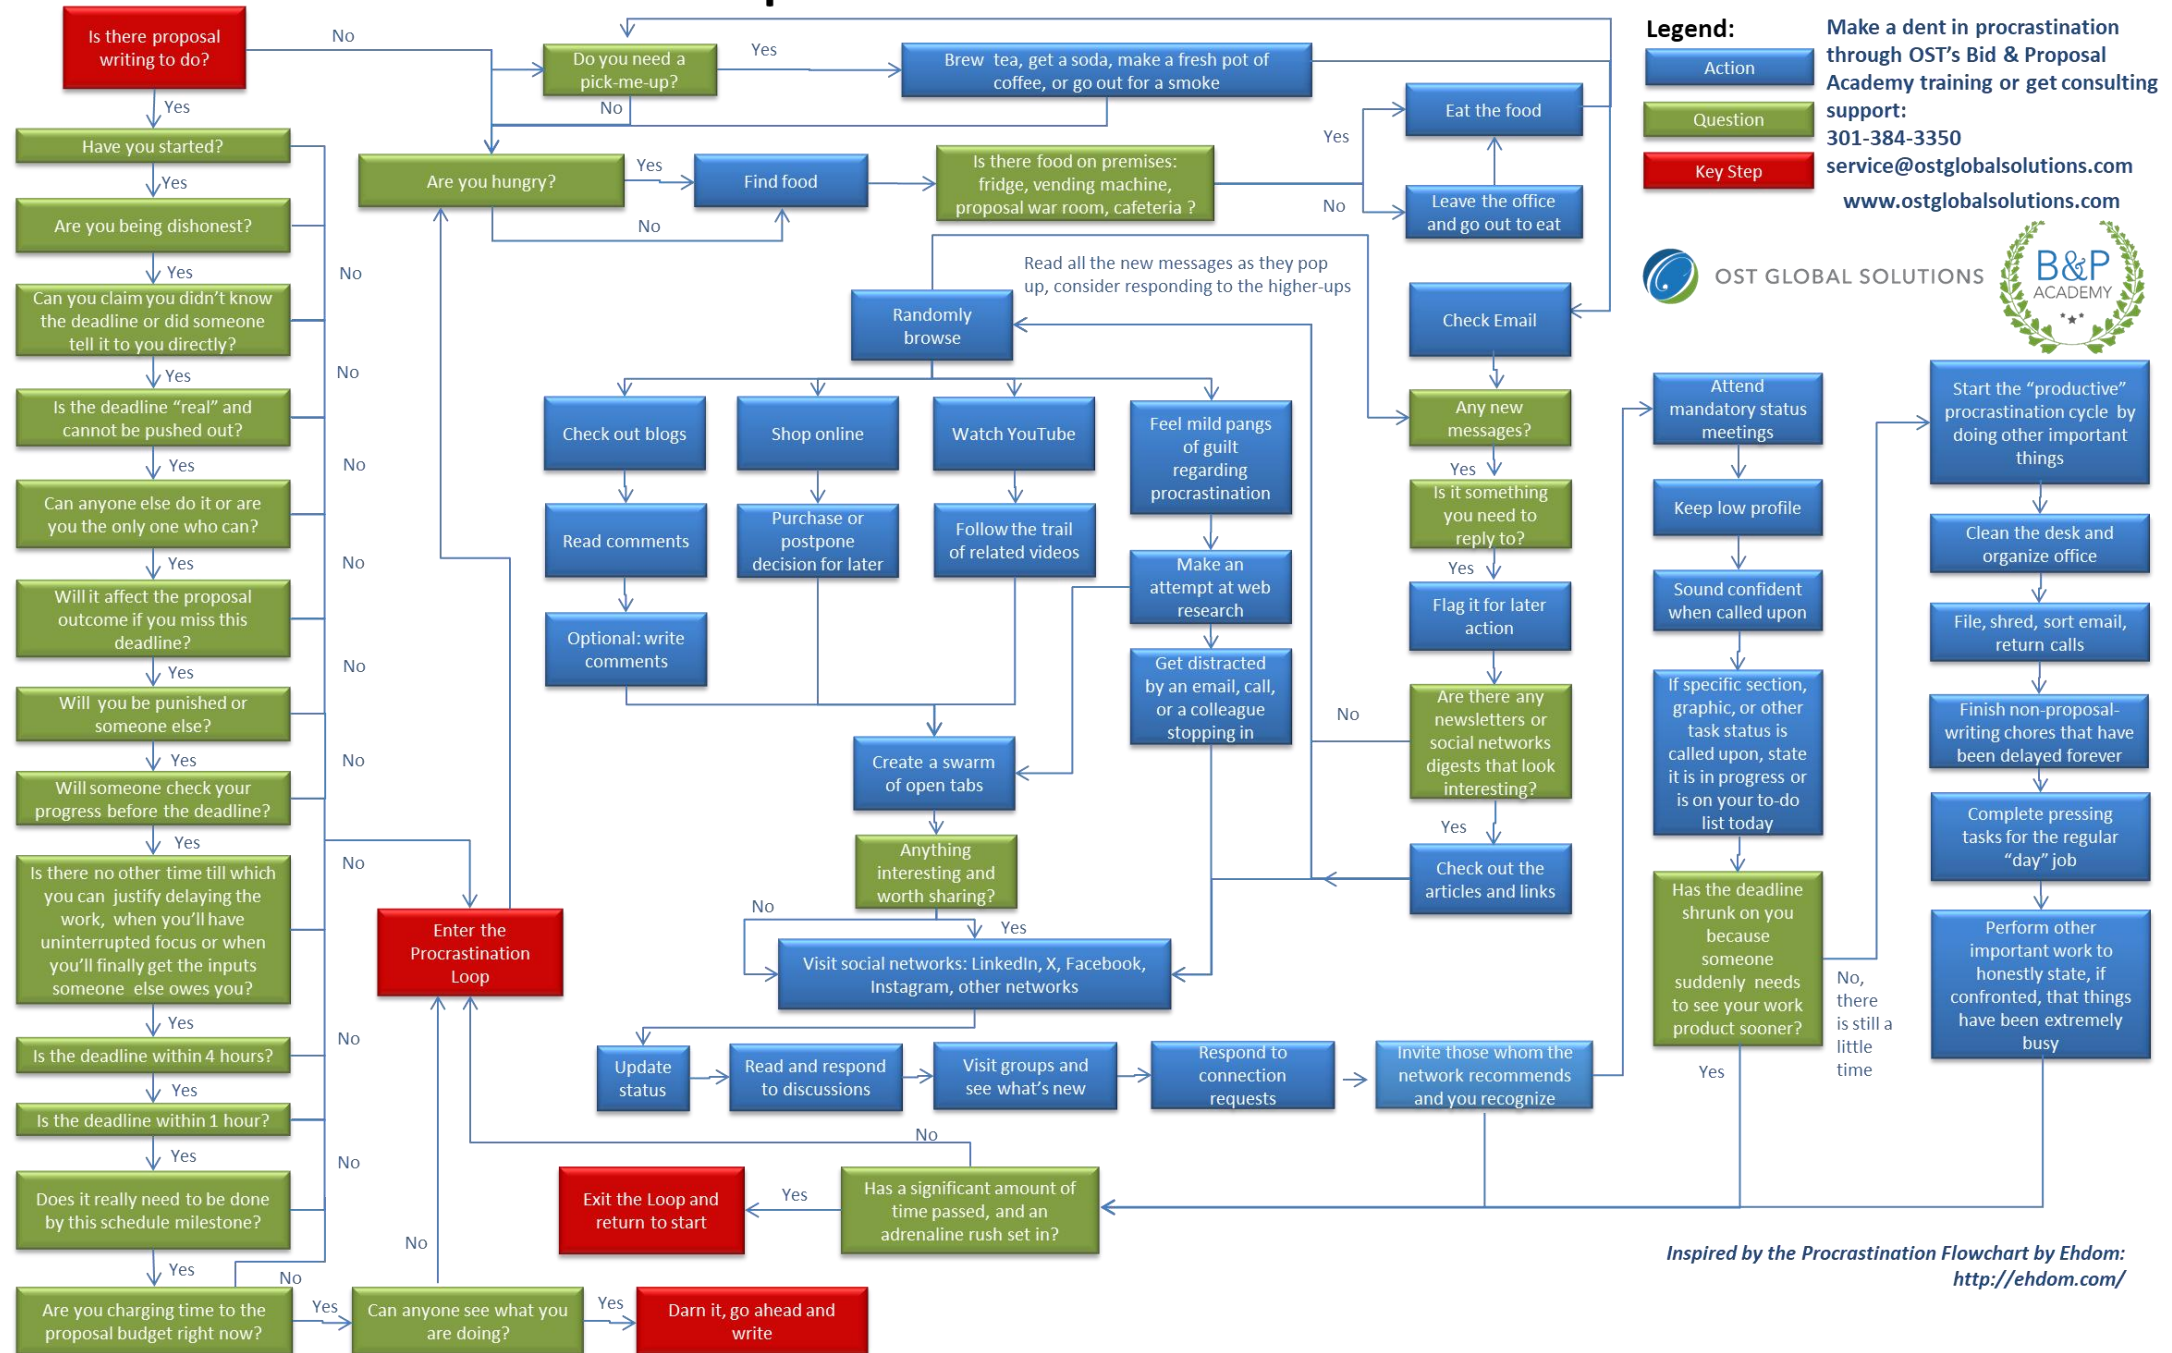 Is there proposal
writing to do?
No
Yes
Have you started?
Yes
Are you being dishonest?
Yes
No
Can you claim you didn't know
the deadline or did someone
tell it to you directly?
Yes
No
Is the deadline "real" and
cannot be pushed out?
Yes
No
Can anyone else do it or are
you the only one who can?
Yes
No
Will it affect the proposal
outcome if you miss this
deadline?
Yes
No
Will you be punished or
someone else?
Yes
No
Will someone check your
progress before the deadline?
Yes
No
Is there no other time till which
you can justify delaying the
work, when you'll have
uninterrupted focus or when
you'll finally get the inputs
someone else owes you?
Yes
No
Is the deadline within 4 hours?
Yes
Is the deadline within 1 hour?
Yes
No
Does it really need to be done
by this schedule milestone?
Yes
No
Are you charging time to the
proposal budget right now?
Yes
Can anyone see what you
are doing?
No
Yes
Darn it, go ahead and
write
Enter the
Procrastination
Loop
Do you need a
pick-me-up?
Yes
No
Brew tea, get a soda, make a fresh pot of
coffee, or go out for a smoke
Are you hungry?
Yes
No
Find food
Is there food on premises:
fridge, vending machine,
proposal war room, cafeteria ?
Yes
No
Eat the food
Leave the office
and go out to eat
Read all the new messages as they pop
up, consider responding to the higher-ups
Randomly
browse
Check out blogs
Read comments
Optional: write
comments
Shop online
Purchase or
postpone
decision for later
Watch YouTube
Follow the trail
of related videos
Feel mild pangs
of guilt
regarding
procrastination
Make an
attempt at web
research
Get distracted
by an email, call,
or a colleague
stopping in
Create a swarm
of open tabs
Anything
interesting and
worth sharing?
No
Yes
Visit social networks: LinkedIn, X, Facebook,
Instagram, other networks
Check Email
Any new
messages?
Yes
Is it something
you need to
reply to?
Yes
Flag it for later
action
Are there any
newsletters or
social networks
digests that look
interesting?
No
Yes
Check out the
articles and links
Update
status
Read and respond
to discussions
Visit groups and
see what's new
Respond to
connection
requests
Invite those whom the
network recommends
and you recognize
No
Exit the Loop and
return to start
Yes
Has a significant amount of
time passed, and an
adrenaline rush set in?
Attend
mandatory status
meetings
Keep low profile
Sound confident
when called upon
If specific section,
graphic, or other
task status is
called upon, state
it is in progress or
is on your to-do
list today
Has the deadline
shrunk on you
because
someone
suddenly needs
to see your work
product sooner?
Yes
No,
there
is still a
little
time
Start the "productive"
procrastination cycle by
doing other important
things
Clean the desk and
organize office
File, shred, sort email,
return calls
Finish non-proposal-
writing chores that have
been delayed forever
Complete pressing
tasks for the regular
"day" job
Perform other
important work to
honestly state, if
confronted, that things
have been extremely
busy
Legend:
Action
Question
Key Step
Make a dent in procrastination
through OST's Bid & Proposal
Academy training or get consulting
support:
301-384-3350
service@ostglobalsolutions.com
www.ostglobalsolutions.com
OST GLOBAL SOLUTIONS
B&P
ACADEMY
Inspired by the Procrastination Flowchart by Ehdom:
http://ehdom.com/